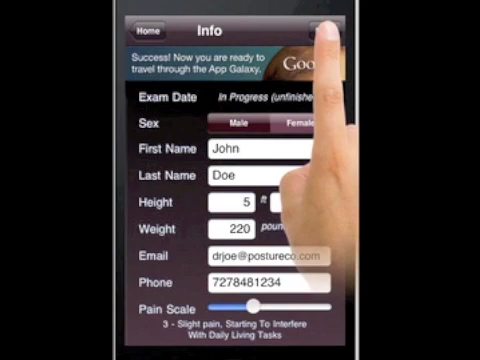 Home
Info
Success! Now you are ready to
travel through the App Galaxy.
Goo
Exam Date
In Progress (unfinishe
Sex
Male
Female
First Name
John
Last Name
Doe
Height
5
ft
Weight
220
poun
Email
drjoe@postureco.com
Phone
7278481234
Pain Scale
3 - Slight pain, Starting To Interfere
With Daily Living Tasks